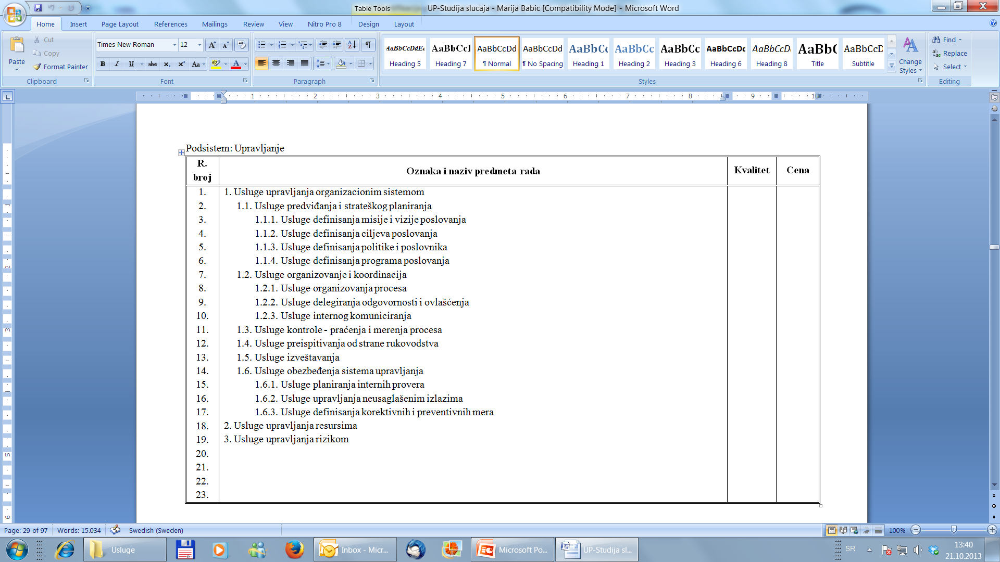 Table Tools
UP-Studija slucaja - Marija Babic [Compatibility Mode] - Microsoft Word
Home Insert Page Layout References Mailings Review View Nitro Pro 8 Design Layout
Paste
Cut
Copy
Format Painter
Clipboard
Times New Roman 12
Font
Paragraph
AaBbCcDdEe AaBbCcI AaBbCcDd AaBbCcDd AaBbCc AaBbCc AaBbCc AaBbCcDc AaBbCcD AaBbC AaBbCcD
Heading 5 Heading 7 ¶ Normal ¶ No Spacing Heading 1 Heading 2 Heading 3 Heading 6 Heading 8 Title Subtitle
Change
Styles
Styles
Find
Replace
Select
Editing
1 2 3 4 5 6 7 8 9 10
Podsistem: Upravljanje
R. broj Oznaka i naziv predmeta rada Kvalitet Cena
1. 1. Usluge upravljanja organizacionim sistemom
2. 1.1. Usluge predviđanja i strateškog planiranja
3. 1.1.1. Usluge definisanja misije i vizije poslovanja
4. 1.1.2. Usluge definisanja ciljeva poslovanja
5. 1.1.3. Usluge definisanja politike i poslovnika
6. 1.1.4. Usluge definisanja programa poslovanja
7. 1.2. Usluge organizovanje i koordinacija
8. 1.2.1. Usluge organizovanja procesa
9. 1.2.2. Usluge delegiranja odgovornosti i ovlašćenja
10. 1.2.3. Usluge internog komuniciranja
11. 1.3. Usluge kontrole - praćenja i merenja procesa
12. 1.4. Usluge preispitivanja od strane rukovodstva
13. 1.5. Usluge izveštavanja
14. 1.6. Usluge obezbeđenja sistema upravljanja
15. 1.6.1. Usluge planiranja internih provera
16. 1.6.2. Usluge upravljanja neusaglašenim izlazima
17. 1.6.3. Usluge definisanja korektivnih i preventivnih mera
18. 2. Usluge upravljanja resursima
19. 3. Usluge upravljanja rizikom
20.
21.
22.
23.
Page: 29 of 97 Words: 15.034 Swedish (Sweden) 100%
Usluge Inbox - Micr... Microsoft Po... UP-Studija sl... SR 13:40
21.10.2013